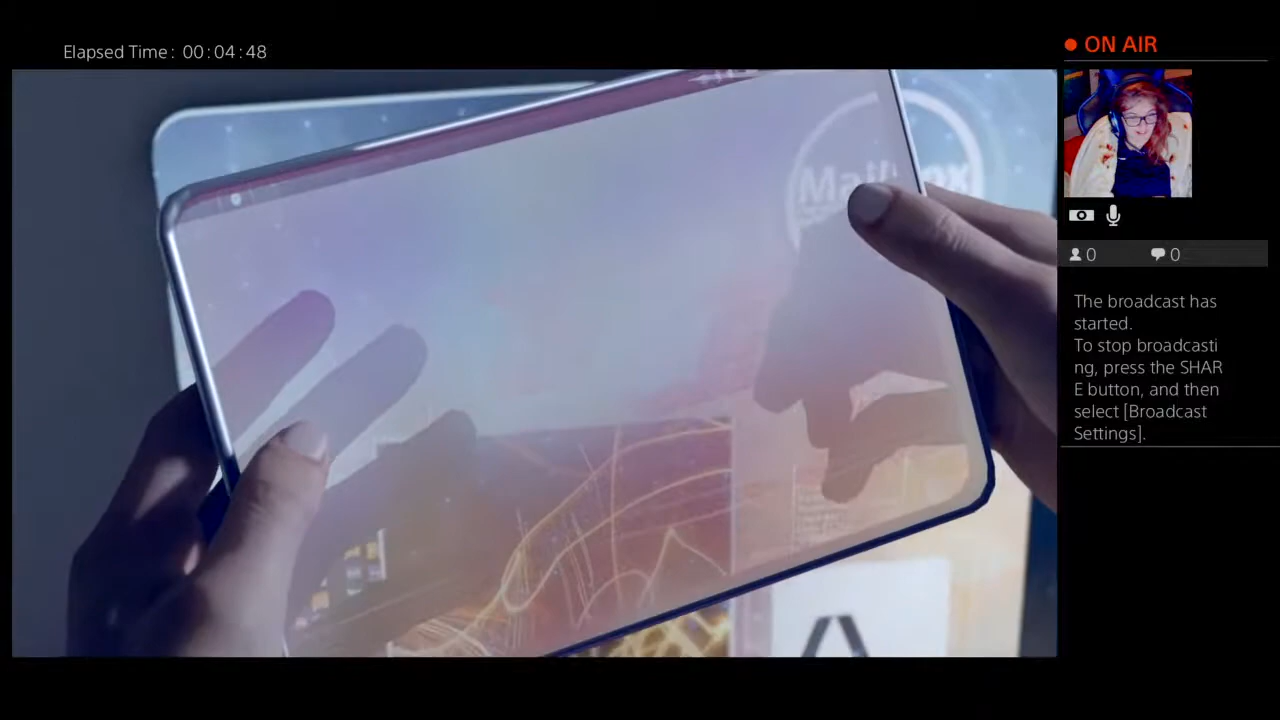 Elapsed Time: 00:04:48
ON AIR
0 0
The broadcast has
started.
To stop broadcasti
ng, press the SHAR
E button, and then
select [Broadcast
Settings].